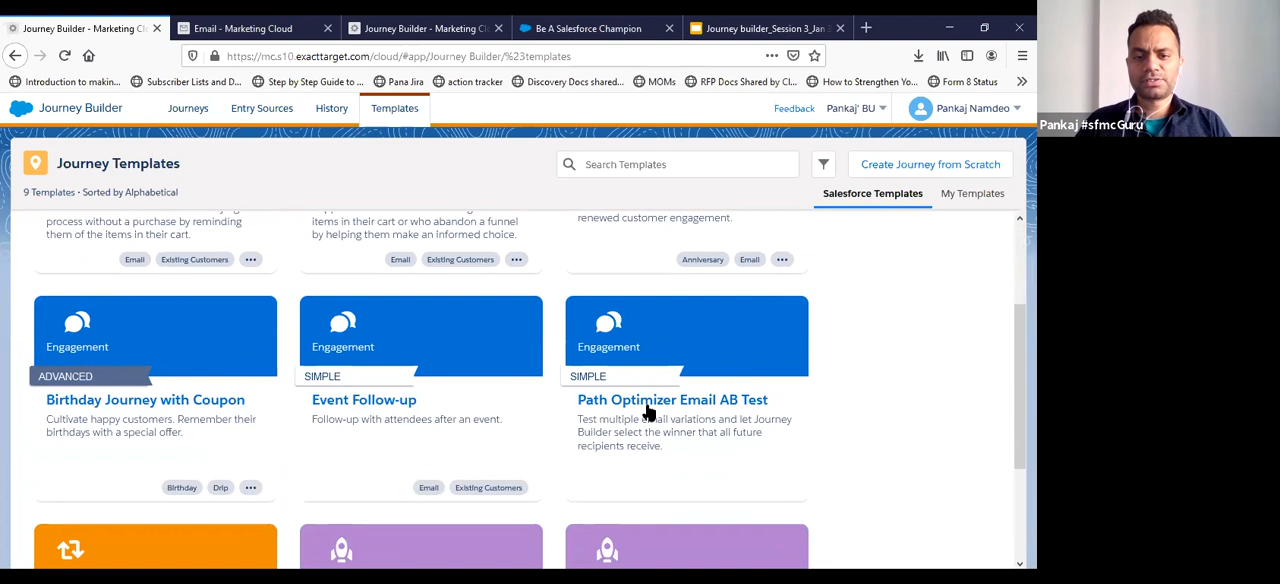 Journey Builder - Marketing Cl
Email - Marketing Cloud
Journey Builder - Marketing Cl
Be A Salesforce Champion
Journey builder_Session 3_Jan 3
https://mc.s10.exacttarget.com/cloud/#app/Journey Builder/%23templates
Introduction to makin...
Subscriber Lists and D...
Step by Step Guide to ...
Pana Jira
Open tracker
Discovery Docs shared...
MOMs
RPP Docs Shared by Cl...
How to Strengthen Yo...
Form 8 Status
Journey Builder
Journeys
Entry Sources
History
Templates
Feedback
Pankaj' BU
Pankaj Namdeo
Pankaj #sfmcGuru
Journey Templates
Search Templates
Create Journey from Scratch
9 Templates • Sorted by Alphabetical
Salesforce Templates
My Templates
process without a purchase by reminding
them of the items in their cart.
Email
Existing Customers
in their cart or who abandon a funnel
by helping them make an informed choice.
Email
Existing Customers
renewed customer engagement.
Anniversary
Email
Engagement
ADVANCED
Birthday Journey with Coupon
Cultivate happy customers. Remember their
birthdays with a special offer.
Birthday
Drip
Engagement
SIMPLE
Event Follow-up
Follow-up with attendees after an event.
Email
Existing Customers
Engagement
SIMPLE
Path Optimizer Email AB Test
Test multiple email variations and let Journey
Builder select the winner that all future
recipients receive.